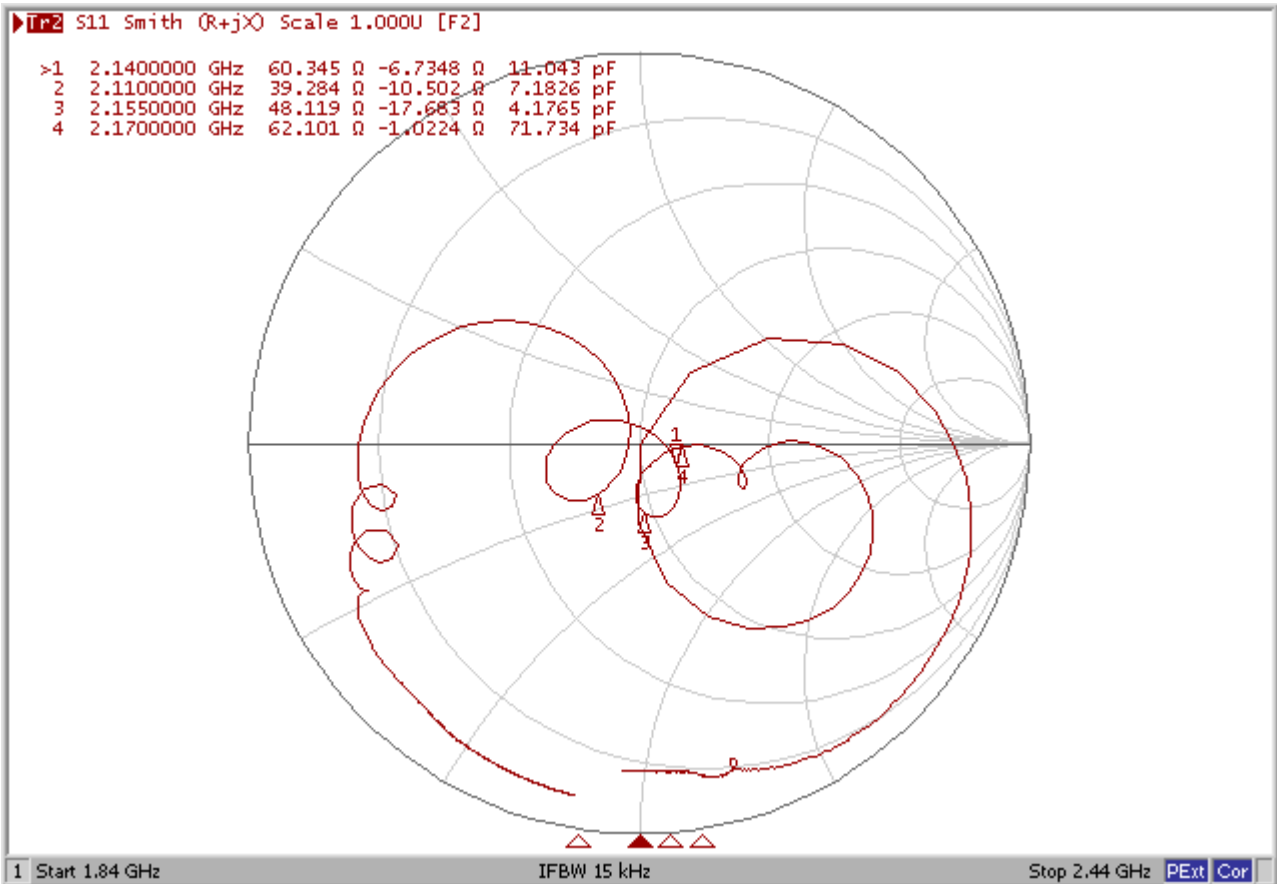 Tr2 S11 Smith (R+jX) Scale 1.000U [F2]
>1 2.1400000 GHz 60.345 Ω -6.7348 Ω 11.043 pF
2 2.1100000 GHz 39.284 Ω -10.502 Ω 7.1826 pF
3 2.1550000 GHz 48.119 Ω -17.683 Ω 4.1765 pF
4 2.1700000 GHz 62.101 Ω -1.0224 Ω 71.734 pF
1
4
2
3
1 Start 1.84 GHz IFBW 15 kHz Stop 2.44 GHz PExt Cor